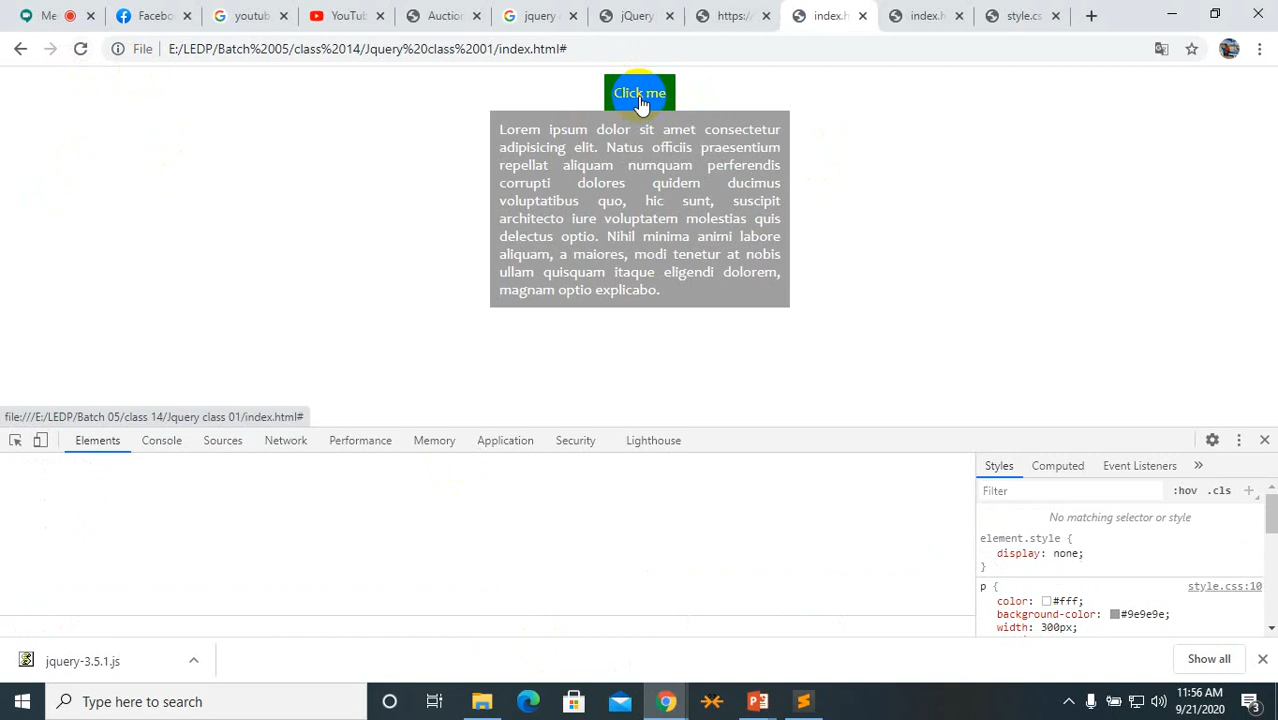 Me
Facebo
youtub
YouTu
Auction
jquery c
jQuery
https:/
index.h
index.h
style.cs
File
E:/LEDP/Batch%2005/class%2014/Jquery%20class%2001/index.html#
Click me
Lorem ipsum dolor sit amet consectetur
adipisicing elit. Natus officiis praesentium
repellat aliquam numquam perferendis
corrupti dolores quidem ducimus
voluptatibus quo, hic sunt, suscipit
architecto iure voluptatem molestias quis
delectus optio. Nihil minima animi labore
aliquam, a maiores, modi tenetur at nobis
ullam quisquam itaque eligendi dolorem,
magnam optio explicabo.
file:///E:/LEDP/Batch 05/class 14/Jquery class 01/index.html#
Elements Console Sources Network Performance Memory Application Security Lighthouse
Styles Computed Event Listeners »
Filter :hov .cls +
No matching selector or style
element.style {
display: none;
}
p { style.css:10
color: #fff;
background-color: #9e9e9e;
width: 300px;
jquery-3.5.1.js
Show all
Type here to search
11:56 AM
9/21/2020
3